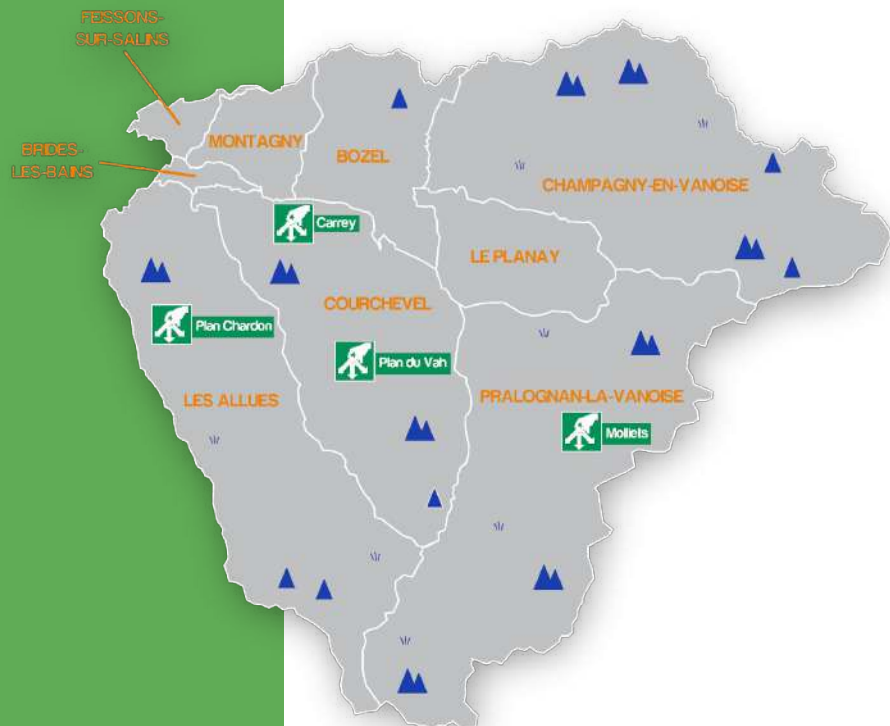 FEISSONS-
SUR-SALINS
BRIDES-
LES-BAINS
MONTAGNY
BOZEL
CHAMPAGNY-EN-VANOISE
Carrey
LE PLANAY
COURCHEVEL
Plan Chardon
Plan du Vah
LES ALLUES
PRALOGNAN-LA-VANOISE
Molliets